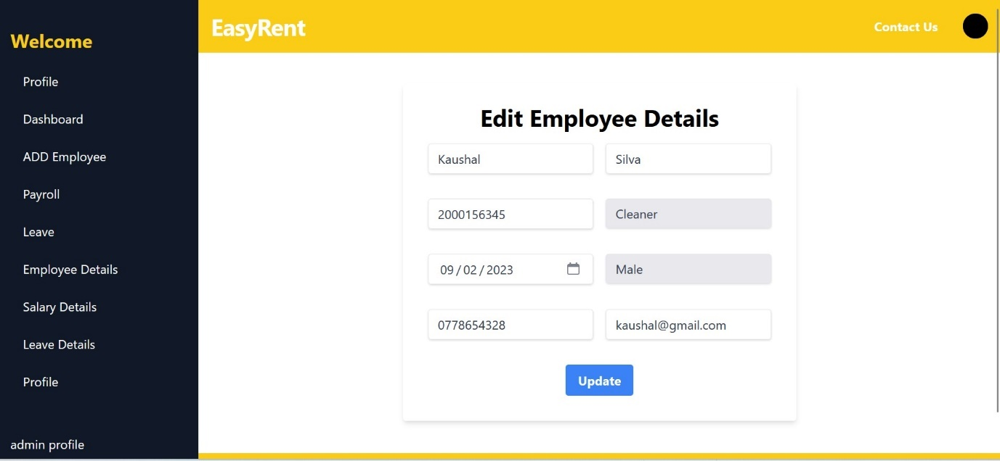 Welcome
Profile
Dashboard
ADD Employee
Payroll
Leave
Employee Details
Salary Details
Leave Details
Profile
admin profile
EasyRent
Contact Us
Edit Employee Details
Kaushal
Silva
2000156345
Cleaner
09/02/2023
Male
0778654328
kaushal@gmail.com
Update